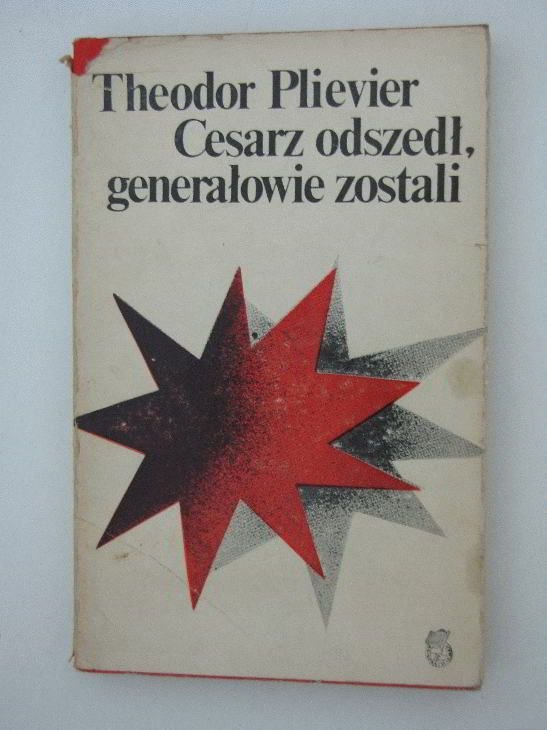 Theodor Plievier
Cesarz odszedł,
generałowie zostali